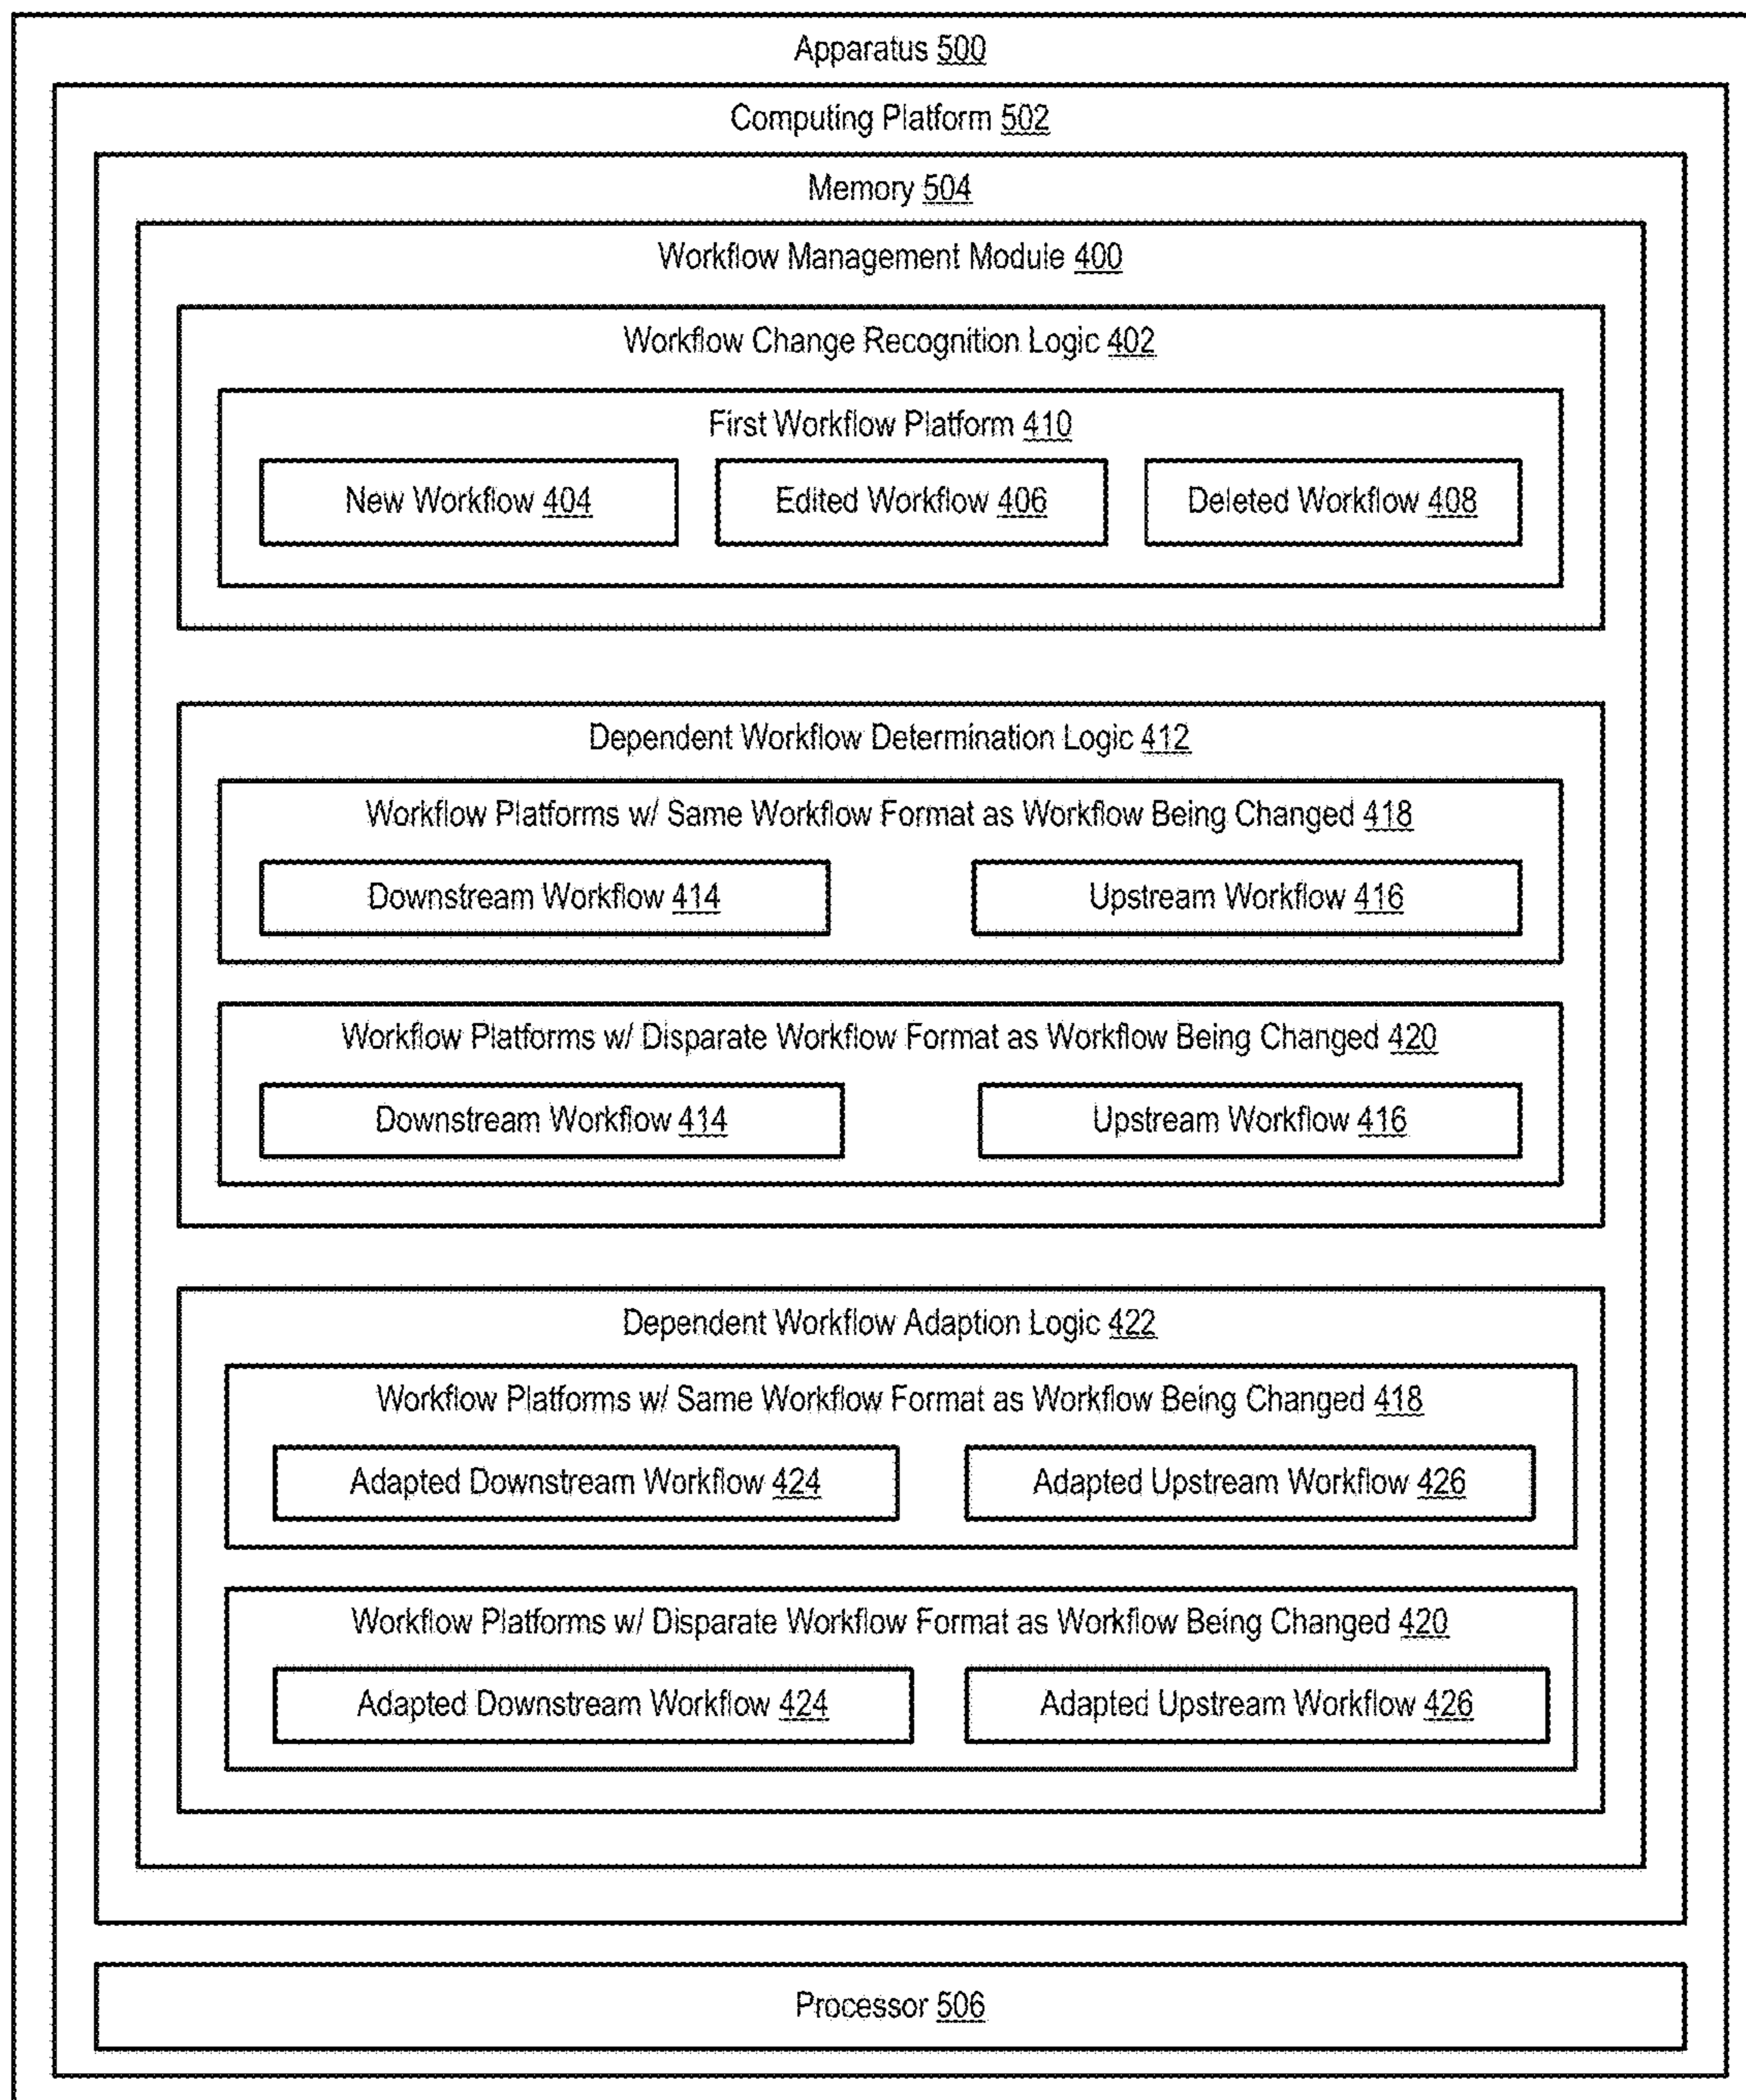 Apparatus 500
Computing Platform 502
Memory 504
Workflow Management Module 400
Workflow Change Recognition Logic 402
First Workflow Platform 410
New Workflow 404
Edited Workflow 406
Deleted Workflow 408
Dependent Workflow Determination Logic 412
Workflow Platforms w/ Same Workflow Format as Workflow Being Changed 418
Downstream Workflow 414
Upstream Workflow 416
Workflow Platforms w/ Disparate Workflow Format as Workflow Being Changed 420
Downstream Workflow 414
Upstream Workflow 416
Dependent Workflow Adaption Logic 422
Workflow Platforms w/ Same Workflow Format as Workflow Being Changed 418
Adapted Downstream Workflow 424
Adapted Upstream Workflow 426
Workflow Platforms w/ Disparate Workflow Format as Workflow Being Changed 420
Adapted Downstream Workflow 424
Adapted Upstream Workflow 426
Processor 506